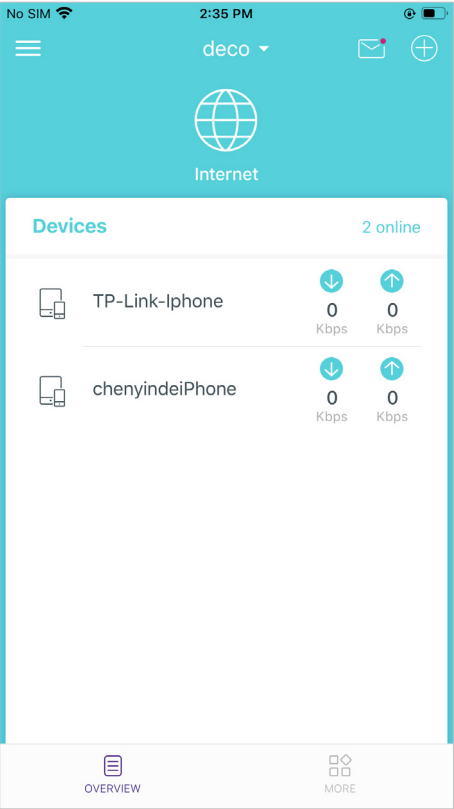 No SIM 2:35 PM
deco
Internet
Devices 2 online
TP-Link-Iphone
0 0
Kbps Kbps
chenyindeiPhone
0 0
Kbps Kbps
OVERVIEW MORE